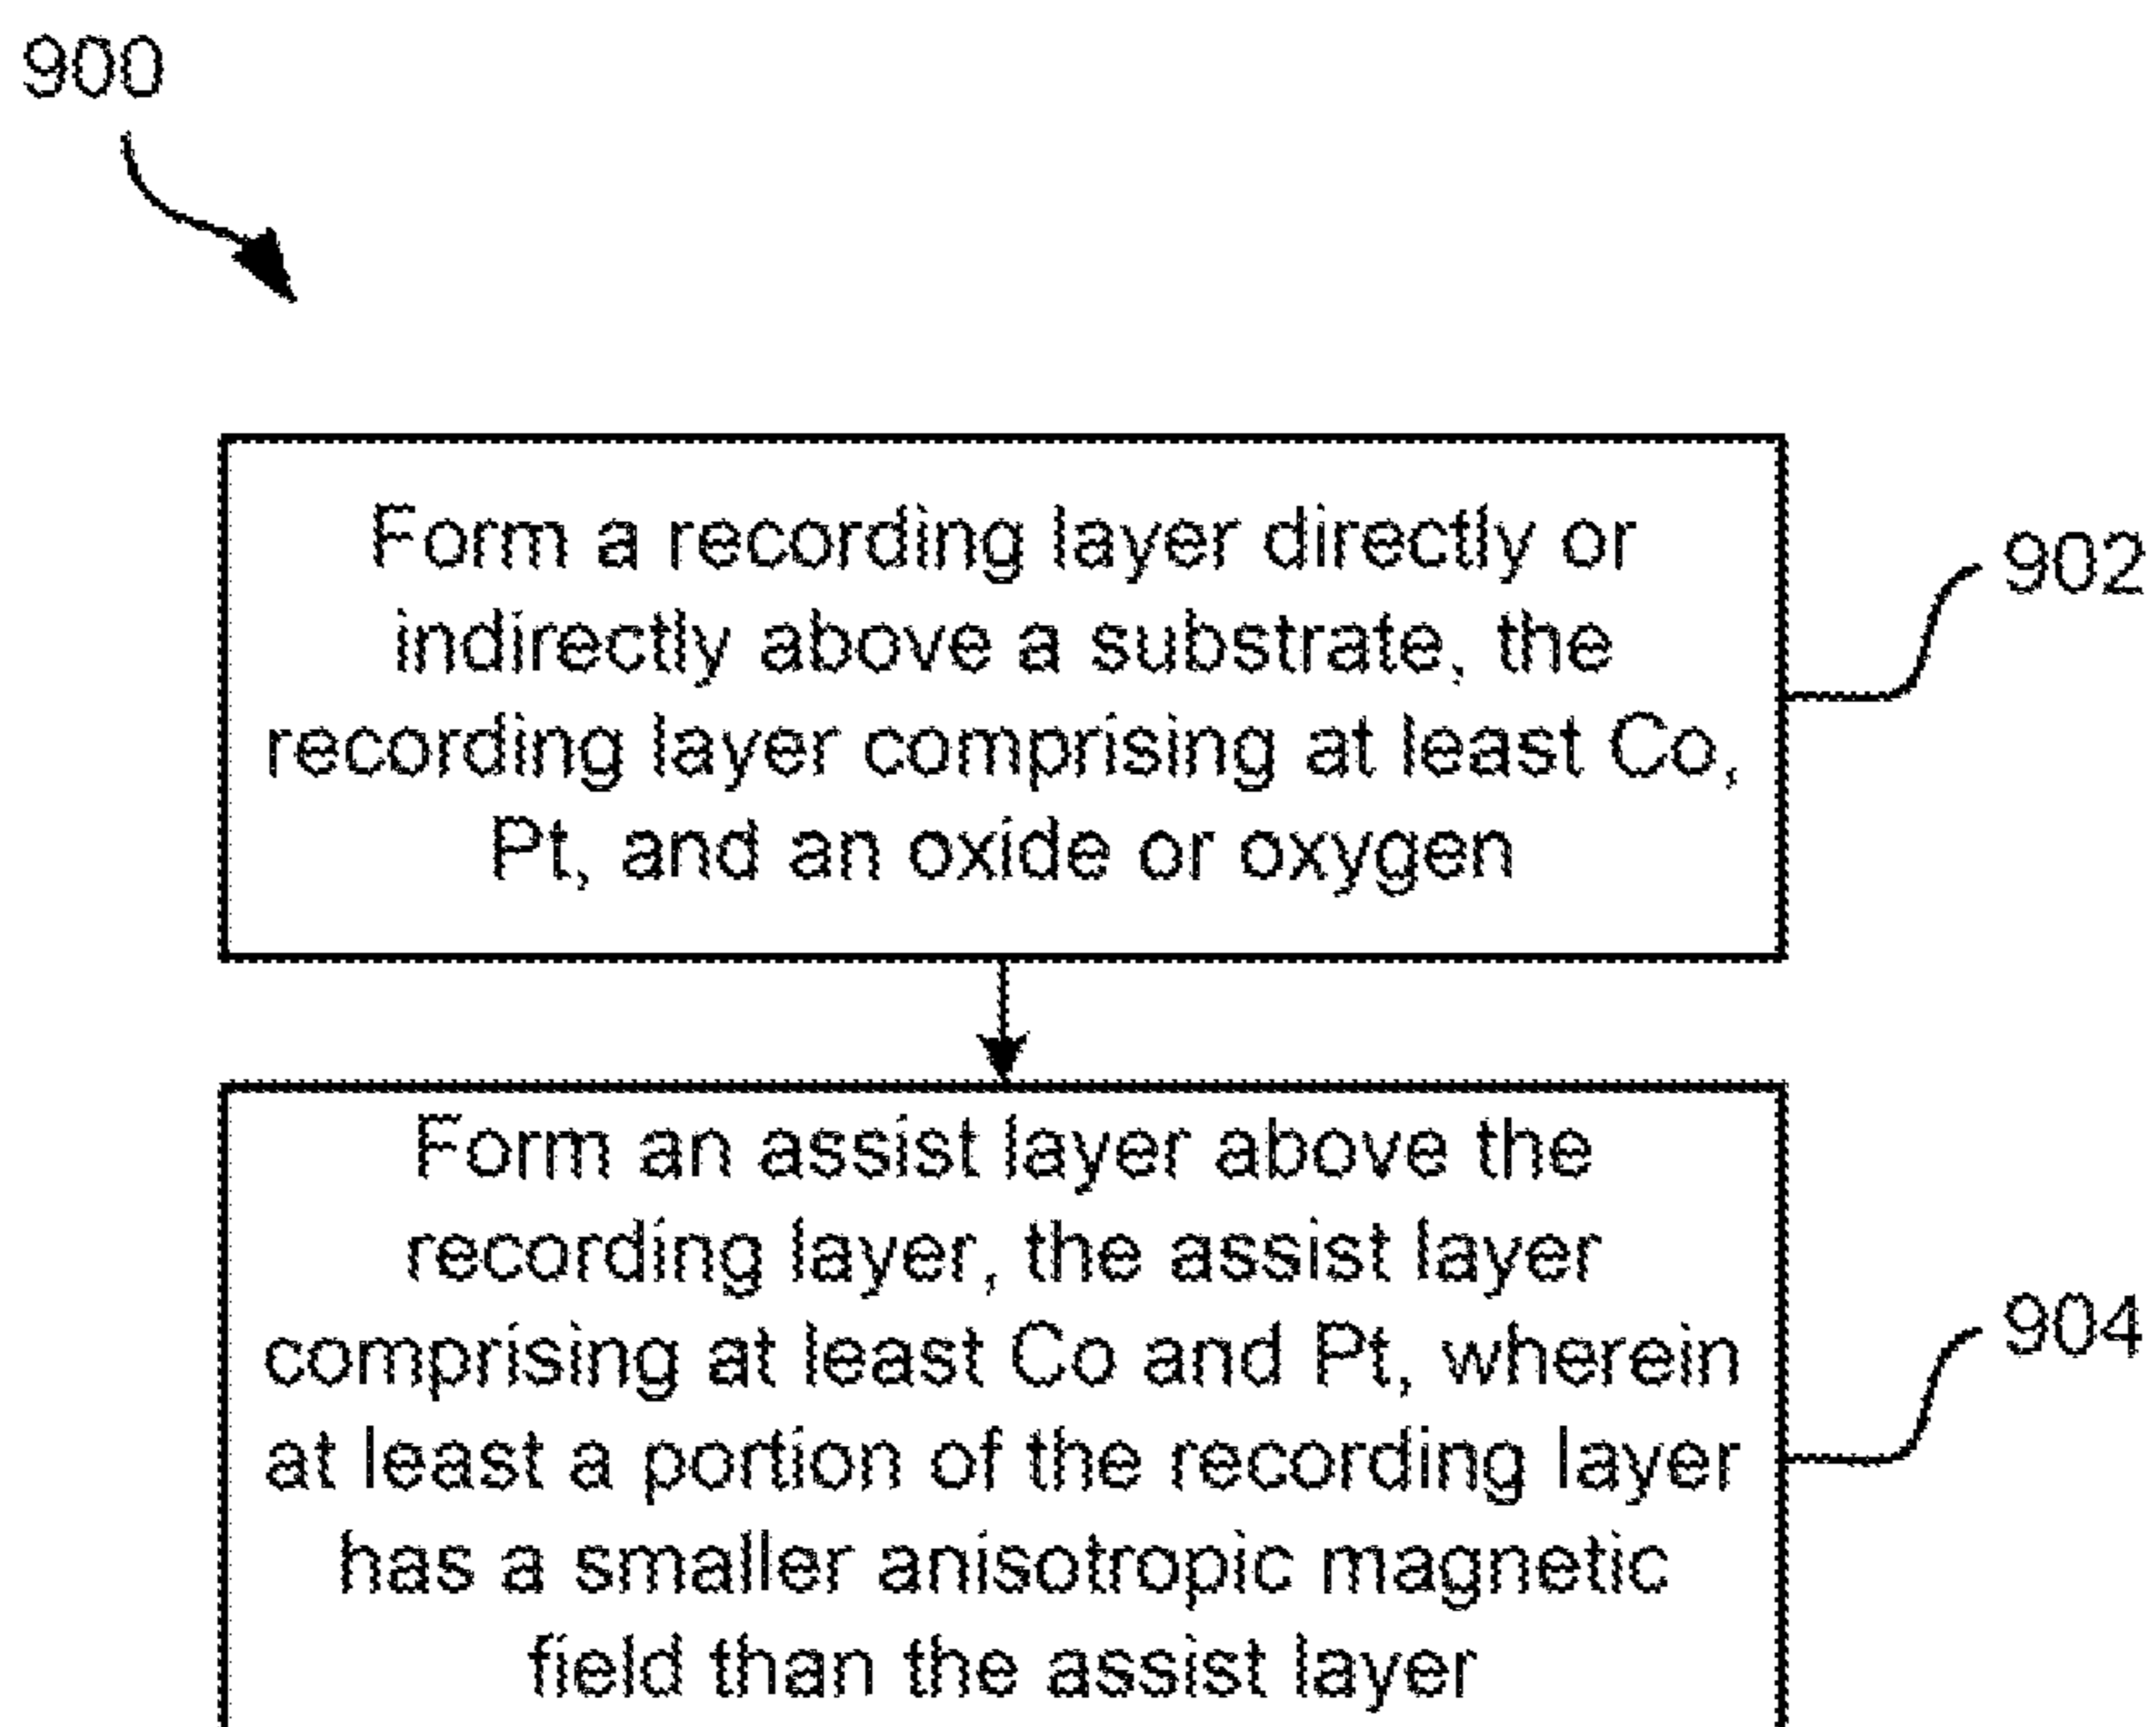 900
Form a recording layer directly or
indirectly above a substrate, the
recording layer comprising at least Co,
Pt, and an oxide or oxygen
902
Form an assist layer above the
recording layer, the assist layer
comprising at least Co and Pt, wherein
at least a portion of the recording layer
has a smaller anisotropic magnetic
field than the assist layer
904